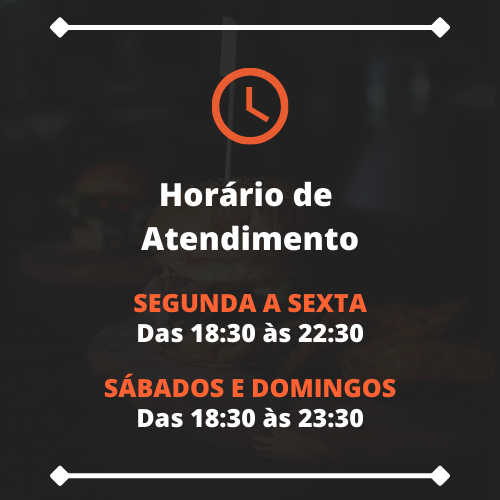 Horário de
Atendimento
SEGUNDA A SEXTA
Das 18:30 às 22:30
SÁBADOS E DOMINGOS
Das 18:30 às 23:30